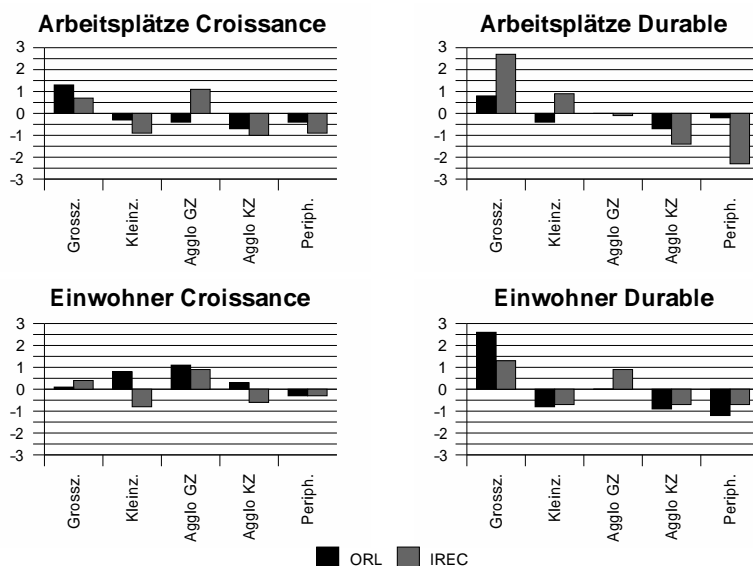 Arbeitsplätze Croissance
3
2
1
0
-1
-2
-3
Grossz.
Kleinz.
Agglo GZ
Agglo KZ
Periph.
Arbeitsplätze Durable
3
2
1
0
-1
-2
-3
Grossz.
Kleinz.
Agglo GZ
Agglo KZ
Periph.
Einwohner Croissance
3
2
1
0
-1
-2
-3
Grossz.
Kleinz.
Agglo GZ
Agglo KZ
Periph.
Einwohner Durable
3
2
1
0
-1
-2
-3
Grossz.
Kleinz.
Agglo GZ
Agglo KZ
Periph.
ORL IREC